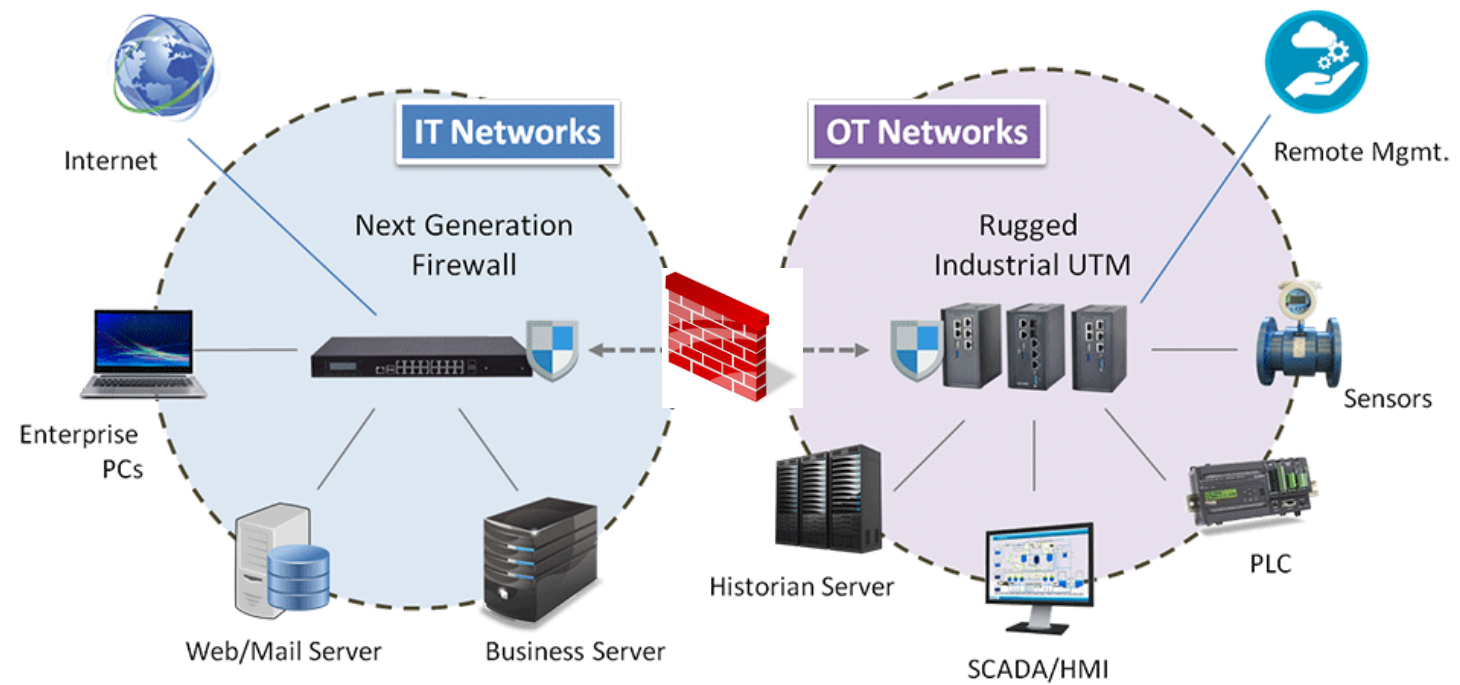 IT Networks
OT Networks
Internet
Remote Mgmt.
Next Generation
Firewall
Rugged
Industrial UTM
Enterprise
PCs
Sensors
Web/Mail Server
Business Server
Historian Server
SCADA/HMI
PLC